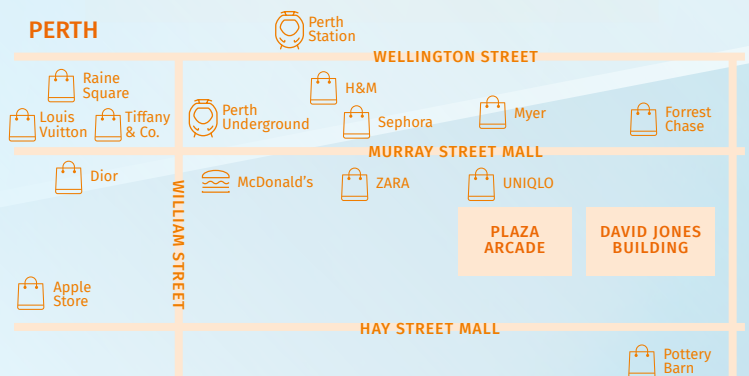 PERTH
Perth
Station
WELLINGTON STREET
Raine
Square
H&M
Louis
Vuitton
Tiffany
& Co.
Perth
Underground
Sephora
Myer
Forrest
Chase
MURRAY STREET MALL
Dior
McDonald's
ZARA
UNIQLO
WILLIAM STREET
PLAZA
ARCADE
DAVID JONES
BUILDING
Apple
Store
HAY STREET MALL
Pottery
Barn